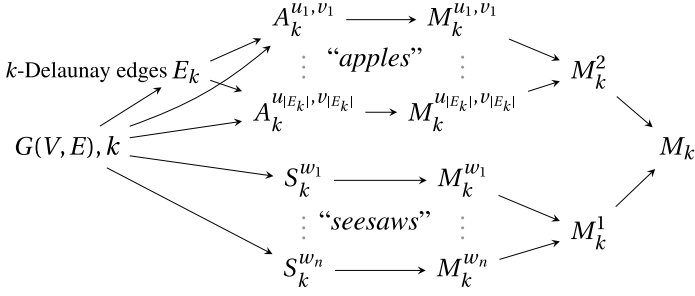 A_k^{u_1,v_1} → M_k^{u_1,v_1}
⋮ “apples” ⋮
k-Delaunay edges E_k
M_k^2
A_k^{u_{|E_k|},v_{|E_k|}} → M_k^{u_{|E_k|},v_{|E_k|}}
G(V,E),k
M_k
S_k^{w_1} → M_k^{w_1}
⋮ “seesaws” ⋮
M_k^1
S_k^{w_n} → M_k^{w_n}